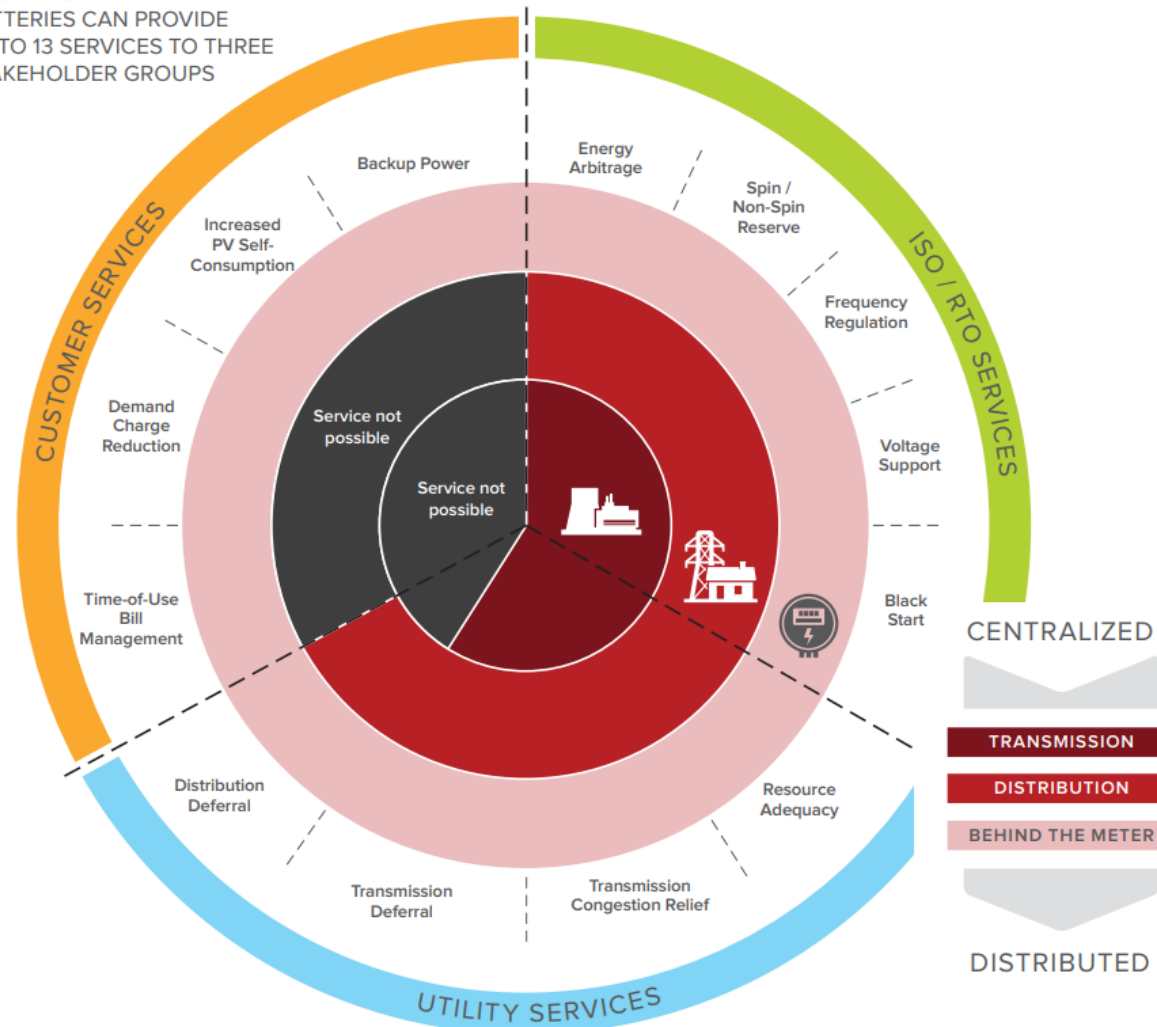 TTERIES CAN PROVIDE
TO 13 SERVICES TO THREE
AKEHOLDER GROUPS
CUSTOMER SERVICES
ISO / RTO SERVICES
UTILITY SERVICES
Backup Power
Energy
Arbitrage
Spin /
Non-Spin
Reserve
Increased
PV Self-
Consumption
Frequency
Regulation
Demand
Charge
Reduction
Service not
possible
Voltage
Support
Service not
possible
Time-of-Use
Bill
Management
Black
Start
Distribution
Deferral
Resource
Adequacy
Transmission
Deferral
Transmission
Congestion Relief
CENTRALIZED
TRANSMISSION
DISTRIBUTION
BEHIND THE METER
DISTRIBUTED